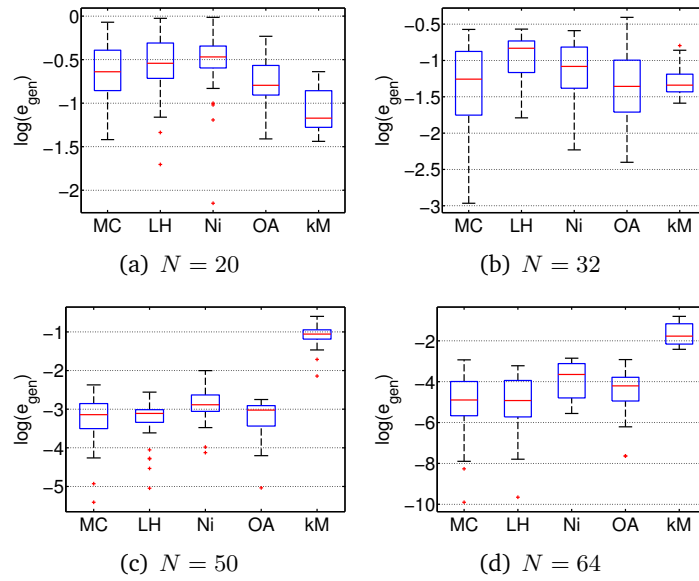 0
−0.5
−1
−1.5
−2
log(e_gen)
MC LH Ni OA kM
(a) N = 20
−0.5
−1
−1.5
−2
−2.5
−3
log(e_gen)
MC LH Ni OA kM
(b) N = 32
−1
−2
−3
−4
−5
log(e_gen)
MC LH Ni OA kM
(c) N = 50
−2
−4
−6
−8
−10
log(e_gen)
MC LH Ni OA kM
(d) N = 64